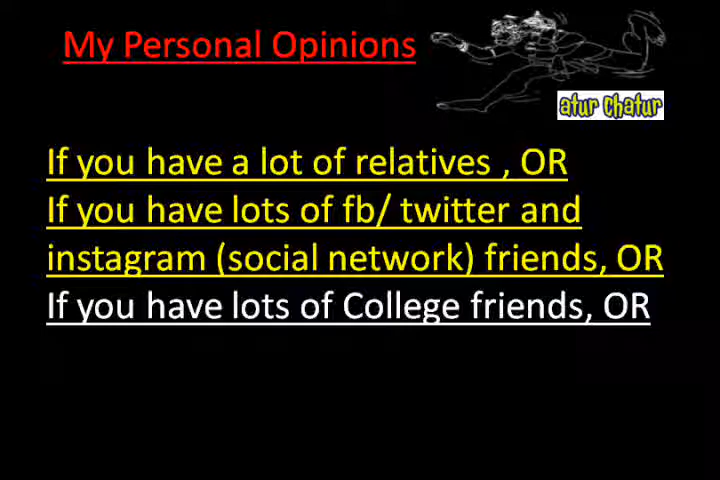 My Personal Opinions
atur chatur
If you have a lot of relatives , OR
If you have lots of fb/ twitter and
instagram (social network) friends, OR
If you have lots of College friends, OR